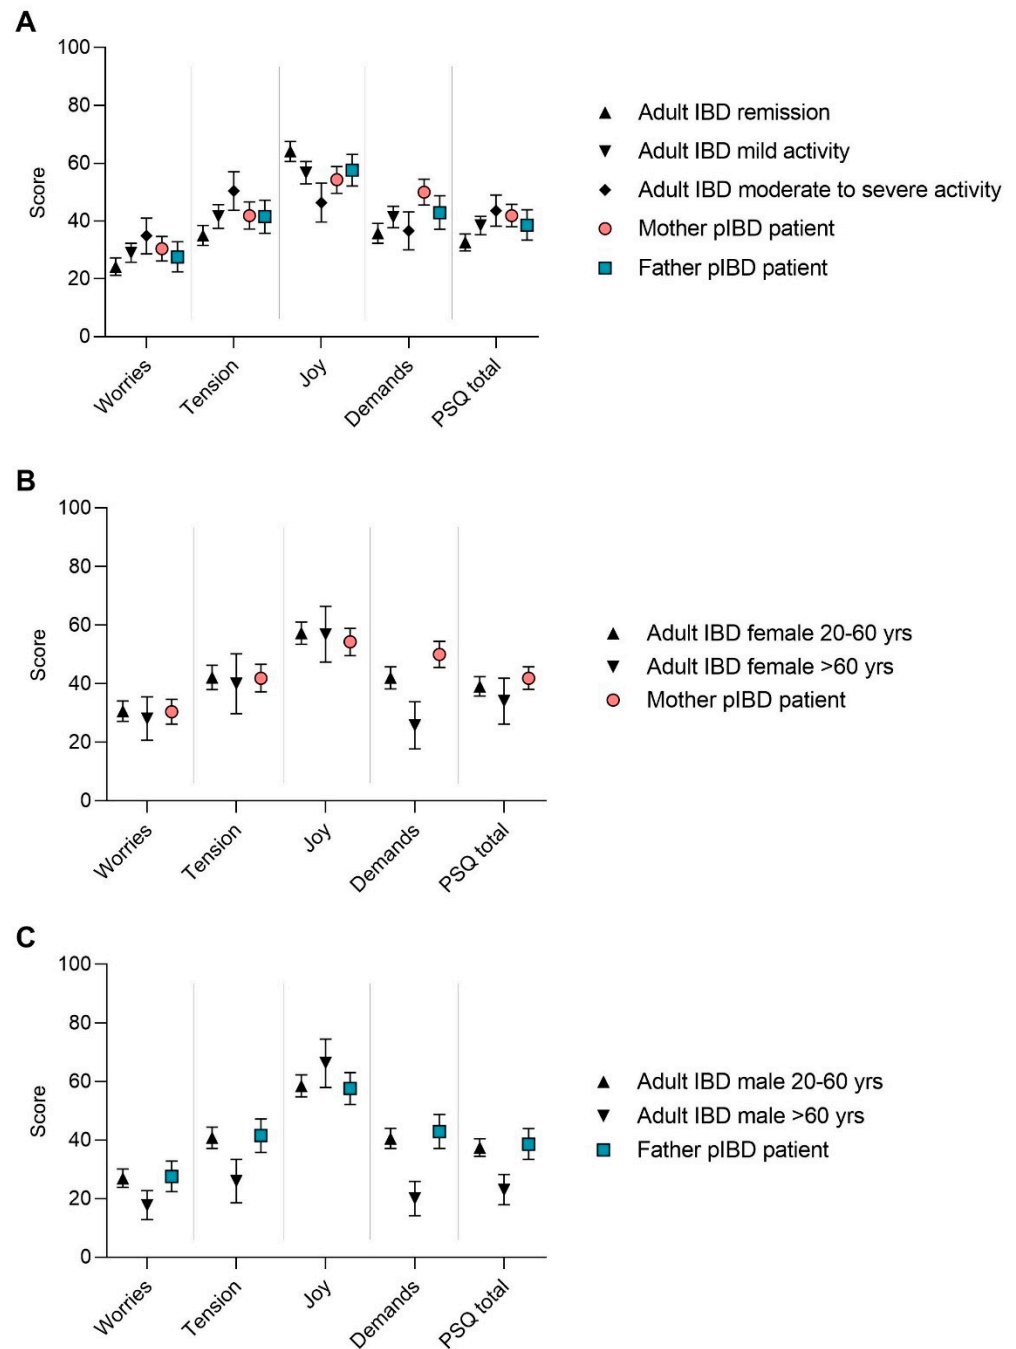 A
100
80
60
40
20
0
Score
Worries
Tension
Joy
Demands
PSQ total
Adult IBD remission
Adult IBD mild activity
Adult IBD moderate to severe activity
Mother pIBD patient
Father pIBD patient
B
100
80
60
40
20
0
Score
Worries
Tension
Joy
Demands
PSQ total
Adult IBD female 20-60 yrs
Adult IBD female >60 yrs
Mother pIBD patient
C
100
80
60
40
20
0
Score
Worries
Tension
Joy
Demands
PSQ total
Adult IBD male 20-60 yrs
Adult IBD male >60 yrs
Father pIBD patient